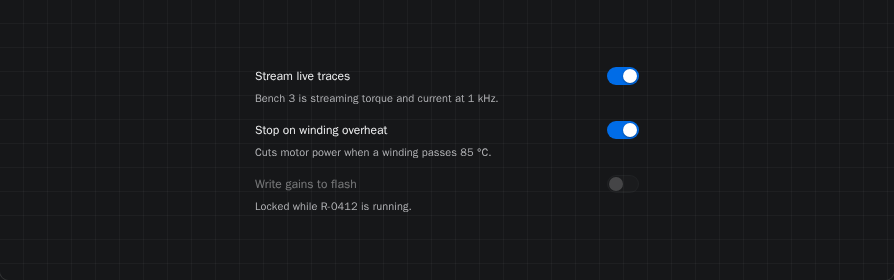 Stream live traces
Bench 3 is streaming torque and current at 1 kHz.
Stop on winding overheat
Cuts motor power when a winding passes 85 °C.
Write gains to flash
Locked while R-0412 is running.